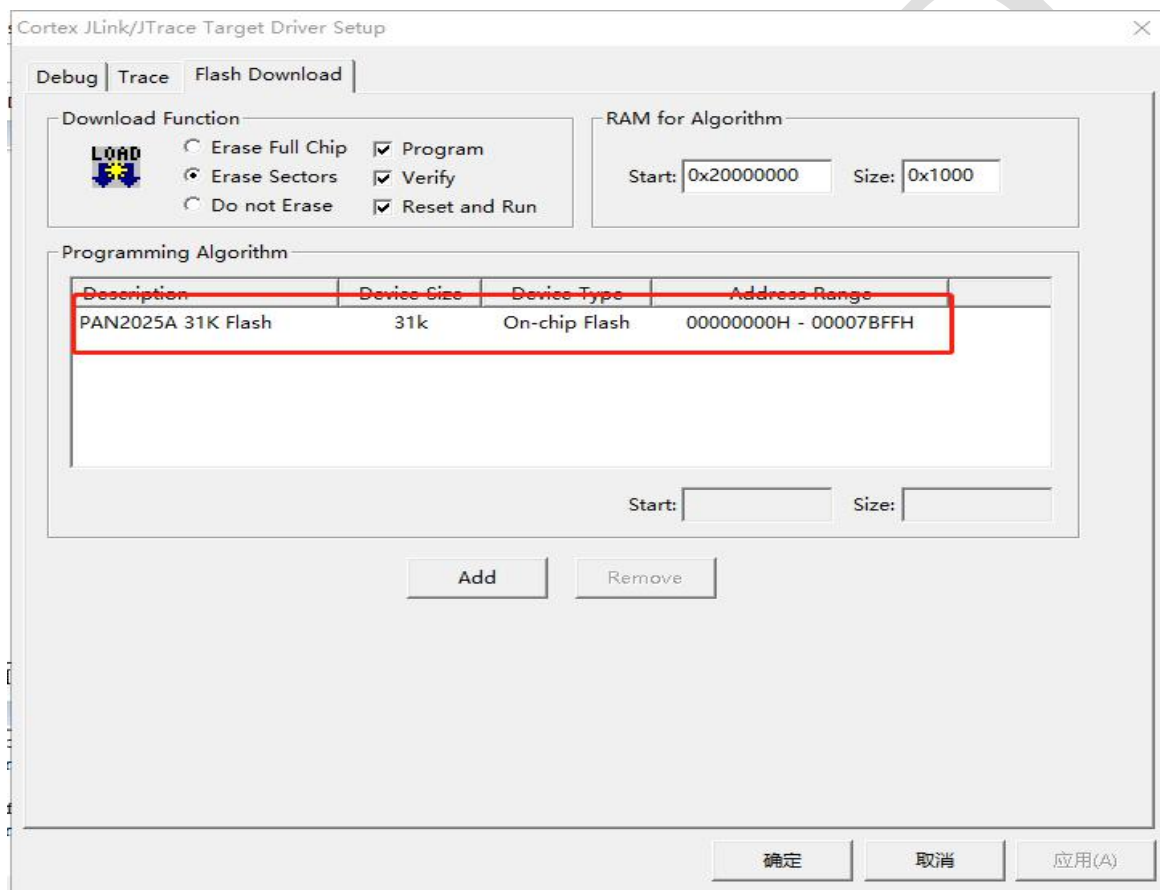 Cortex JLink/JTrace Target Driver Setup
Debug Trace Flash Download
Download Function
LOAD
Erase Full Chip
Erase Sectors
Do not Erase
Program
Verify
Reset and Run
RAM for Algorithm
Start: 0x20000000 Size: 0x1000
Programming Algorithm
Description Device Size Device Type Address Range
PAN2025A 31K Flash 31k On-chip Flash 00000000H - 00007BFFH
Start: Size:
Add Remove
确定 取消 应用(A)